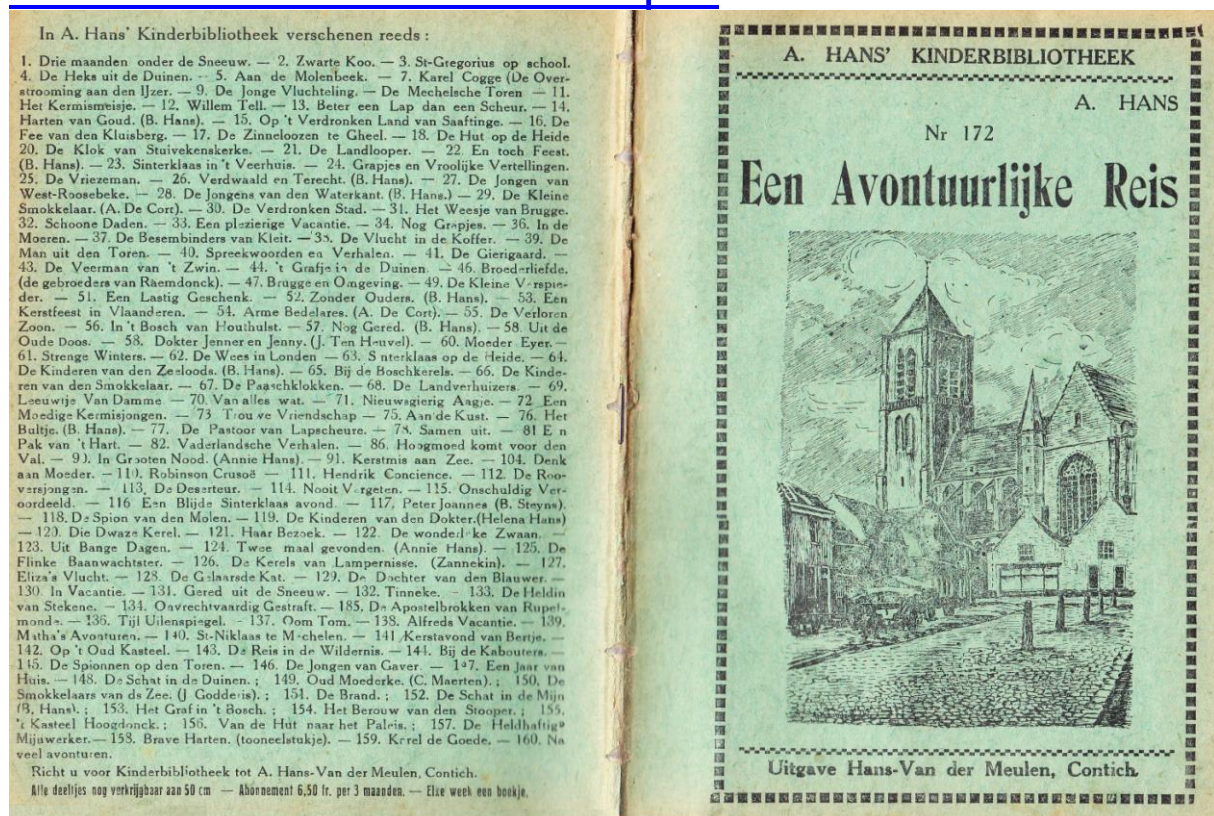 In A. Hans' Kinderbibliotheek verschenen reeds :
1. Drie maanden onder de Sneeuw. — 2. Zwarte Koo. — 3. St-Gregorius op school.
4. De Heks uit de Duinen. — 5. Aan de Molenbeek. — 7. Karel Cogge (De Over-
strooming aan den IJzer. — 9. De Jonge Vluchteling. — De Mechelsche Toren — 11.
Het Kermismeisje. — 12. Willem Tell. — 13. Beter een Lap dan een Scheur. — 14.
Harten van Goud. (B. Hans). — 15. Op 't Verdronken Land van Saaftinge. — 16. De
Fee van den Kluisberg. — 17. De Zinneloozen te Gheel. — 18. De Hut op de Heide
20. De Klok van Stuivekenskerke. — 21. De Landlooper. — 22. En toch Feest.
(B. Hans). — 23. Sinterklaas in 't Veerhuis. — 24. Grapjes en Vroolijke Vertellingen.
25. De Vriezeman. — 26. Verdwaald en Terecht. (B. Hans). — 27. De Jongen van
West-Roosebeke. — 28. De Jongens van den Waterkant. (B. Hans.) — 29. De Kleine
Smokkelaar. (A. De Cort). — 30. De Verdronken Stad. — 31. Het Weesje van Brugge.
32. Schoone Daden. — 33. Een plezierige Vacantie. — 34. Nog Grapjes. — 36. In de
Moeren. — 37. De Besembinders van Kleit. — 38. De Vlucht in de Koffer. — 39. De
Man uit den Toren. — 40. Spreekwoorden en Verhalen. — 41. De Gierigaard. —
43. De Veerman van 't Zwin. — 44. 't Grafje in de Duinen. — 46. Broederliefde.
(de gebroeders van Raemdonck). — 47. Brugge en Omgeving. — 49. De Kleine Verspie-
der. — 51. Een Lastig Geschenk. — 52. Zonder Ouders. (B. Hans). — 53. Een
Kerstfeest in Vlaanderen. — 54. Arme Bedelares. (A. De Cort). — 55. De Verloren
Zoon. — 56. In 't Bosch van Houthulst. — 57. Nog Gered. (B. Hans). — 58. Uit de
Oude Doos. — 58. Dokter Jenner en Jenny. (J. Ten Heuvel). — 60. Moeder Eyer. —
61. Strenge Winters. — 62. De Wees in Londen — 63. S nterklaas op de Heide. — 64.
De Kinderen van den Zeeloods. (B. Hans). — 65. Bij de Boschkerels. — 66. De Kinde-
ren van den Smokkelaar. — 67. De Paaschklokken. — 68. De Landverhuizers. — 69.
Leeuwtje Van Damme — 70. Van alles wat. — 71. Nieuwsgierig Aagje. — 72 Een
Moedige Kermisjongen. — 73 Trouwe Vriendschap — 75. Aan de Kust. — 76. Het
Bultje. (B. Hans). — 77. De Pastoor van Lapscheure. — 78. Samen uit. — 81 E n
Pak van 't Hart. — 82. Vaderlandsche Verhalen. — 86. Hoogmoed komt voor den
Val. — 90. In Grooten Nood. (Annie Hans). — 91. Kerstmis aan Zee. — 104. Denk
aan Moeder. — 110. Robinson Crusoë — 111. Hendrik Concience. — 112. De Roo-
versjongen. — 113. De Deserteur. — 114. Nooit Vergeten. — 115. Onschuldig Ver-
oordeeld. — 116 Een Blijde Sinterklaas avond. — 117. Peter Joannes (B. Steyns).
— 118. De Spion van den Molen. — 119. De Kinderen van den Dokter.(Helena Hans)
— 120. Die Dwaze Kerel. — 121. Haar Bezoek. — 122. De wonderlijke Zwaan. —
123. Uit Bange Dagen. — 124. Twee maal gevonden. (Annie Hans). — 125. De
Flinke Baanwachtster. — 126. De Kerels van Lampernisse. (Zannekin). — 127.
Eliza's Vlucht. — 128. De Gelaarsde Kat. — 129. De Dochter van den Blauwer. —
130. In Vacantie. — 131. Gered uit de Sneeuw. — 132. Tinneke. — 133. De Heldin
van Stekene. — 134. Onvrechtvaardig Gestraft. — 185. De Apostelbrokken van Rupel-
monde. — 136. Tijl Uilenspiegel. — 137. Oom Tom. — 138. Alfreds Vacantie. — 139.
Matha's Avonturen. — 140. St-Niklaas te Mechelen. — 141. Kerstavond van Bertje. —
142. Op 't Oud Kasteel. — 143. De Reis in de Wildernis. — 144. Bij de Kabouters. —
145. De Spionnen op den Toren. — 146. De Jongen van Gaver. — 147. Een Jaar van
Huis. — 148. De Schat in de Duinen. ; 149. Oud Moederke. (C. Maerten). ; 150. De
Smokkelaars van ds Zee. (J Godderis). ; 151. De Brand. ; 152. De Schat in de Mijn
(B. Hans). ; 153. Het Graf in 't Bosch. ; 154. Het Berouw van den Stooper. ; 155.
't Kasteel Hoogdonck. ; 156. Van de Hut naar het Paleis. ; 157. De Heldhaftige
Mijnwerker. — 158. Brave Harten. (tooneelstukje). — 159. Karel de Goede. — 160. Na
veel avonturen.
Richt u voor Kinderbibliotheek tot A. Hans-Van der Meulen, Contich.
Alle deeltjes nog verkrijgbaar aan 50 cm — Abonnement 6,50 fr. per 3 maanden. — Elke week een boekje.
A. HANS' KINDERBIBLIOTHEEK
A. HANS
Nr 172
Een Avontuurlijke Reis
Uitgave Hans-Van der Meulen, Contich.